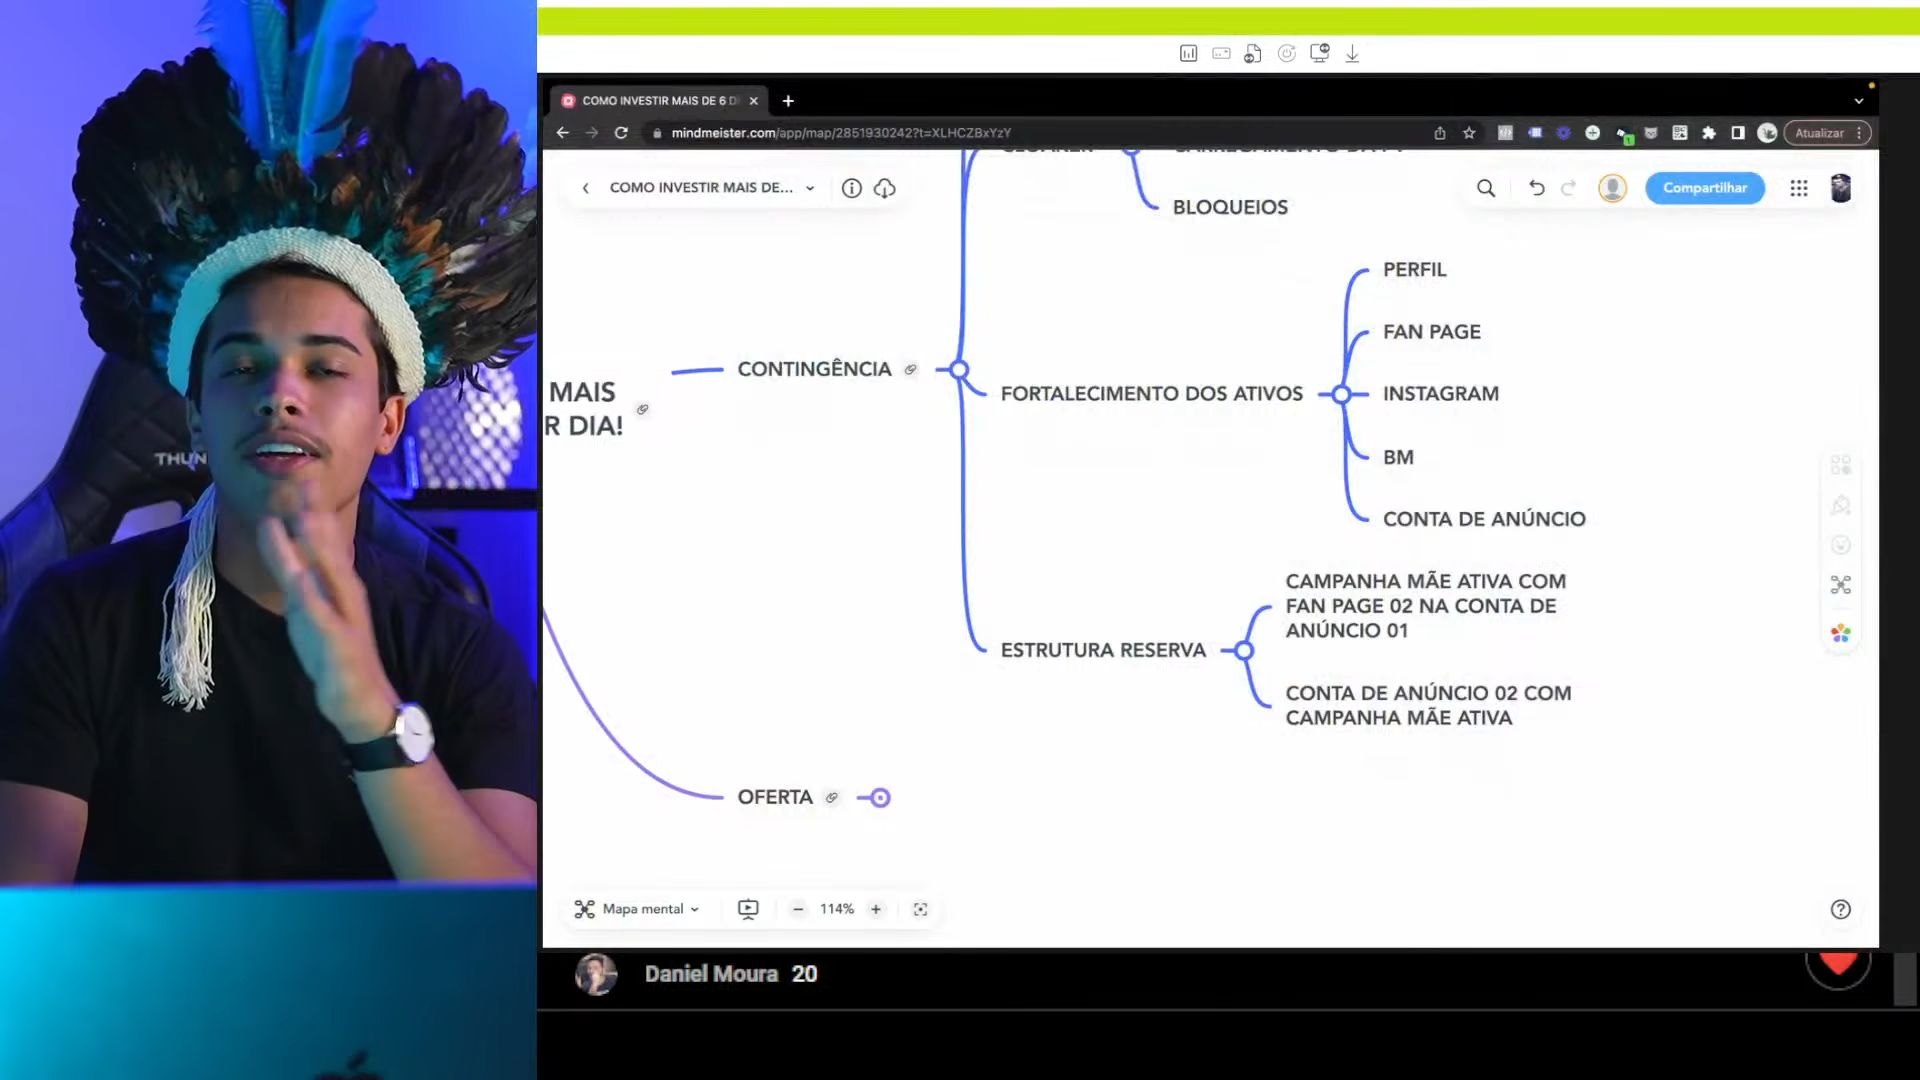 COMO INVESTIR MAIS DE 6 D
mindmeister.com/app/map/2851930242?t=XLHCZBxYzY
Atualizar
COMO INVESTIR MAIS DE...
Compartilhar
BLOQUEIOS
PERFIL
FAN PAGE
CONTINGÊNCIA
MAIS
R DIA!
FORTALECIMENTO DOS ATIVOS
INSTAGRAM
BM
THUN
CONTA DE ANÚNCIO
CAMPANHA MÃE ATIVA COM
FAN PAGE 02 NA CONTA DE
ANÚNCIO 01
ESTRUTURA RESERVA
CONTA DE ANÚNCIO 02 COM
CAMPANHA MÃE ATIVA
OFERTA
Mapa mental
114%
Daniel Moura 20